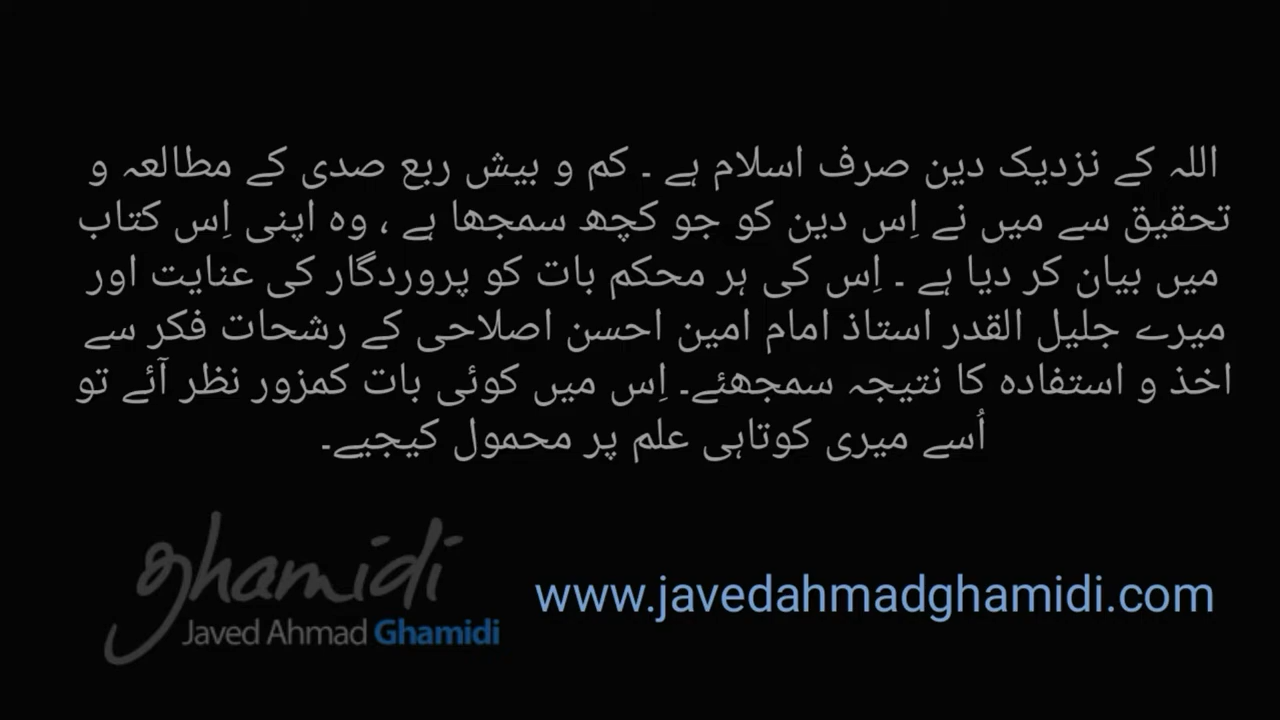 اللہ کے نزدیک دین صرف اسلام ہے ۔ کم و بیش ربع صدی کے مطالعہ و
تحقیق سے میں نے اِس دین کو جو کچھ سمجھا ہے ، وہ اپنی اِس کتاب
میں بیان کر دیا ہے ۔ اِس کی ہر محکم بات کو پروردگار کی عنایت اور
میرے جلیل القدر استاذ امام امین احسن اصلاحی کے رشحات فکر سے
اخذ و استفادہ کا نتیجہ سمجھئے۔ اِس میں کوئی بات کمزور نظر آئے تو
اُسے میری کوتاہی علم پر محمول کیجیے۔
ghamidi
Javed Ahmad Ghamidi
www.javedahmadghamidi.com